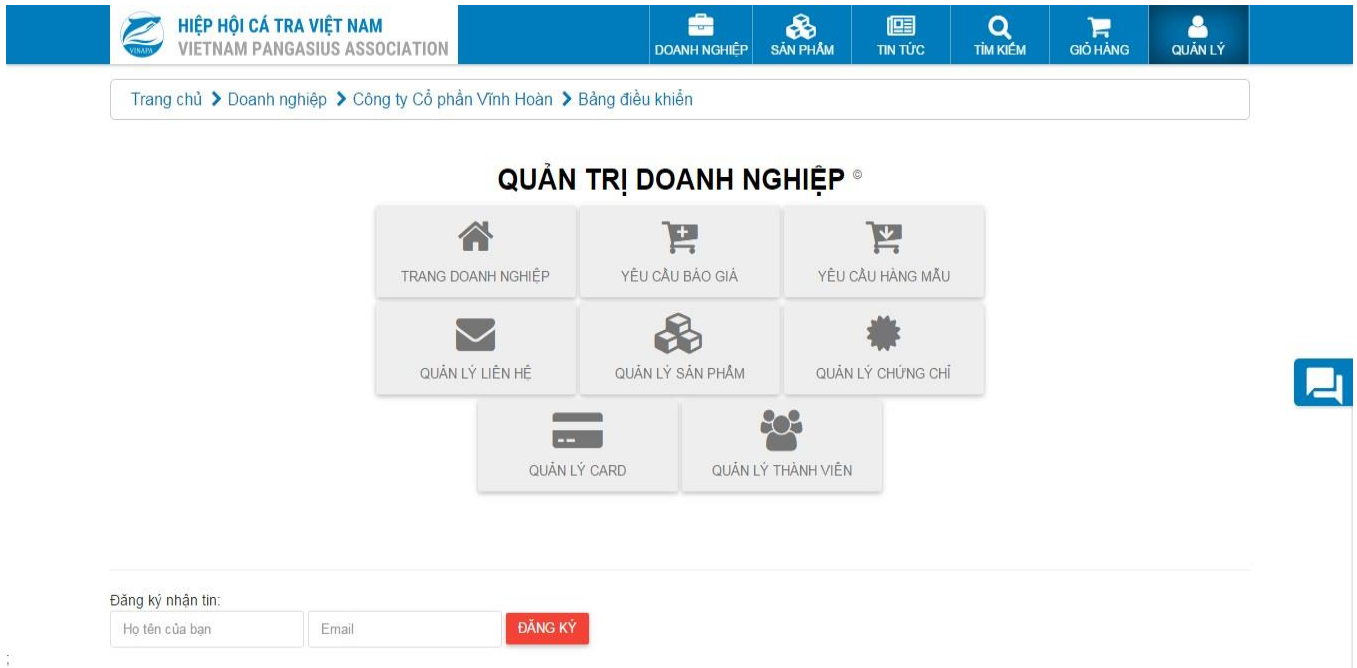 HIỆP HỘI CÁ TRA VIỆT NAM
VIETNAM PANGASIUS ASSOCIATION
VINAPA
DOANH NGHIỆP SẢN PHẨM TIN TỨC TÌM KIẾM GIỎ HÀNG QUẢN LÝ
Trang chủ > Doanh nghiệp > Công ty Cổ phần Vĩnh Hoàn > Bảng điều khiển
QUẢN TRỊ DOANH NGHIỆP ©
TRANG DOANH NGHIỆP YÊU CẦU BÁO GIÁ YÊU CẦU HÀNG MẪU
QUẢN LÝ LIÊN HỆ QUẢN LÝ SẢN PHẨM QUẢN LÝ CHỨNG CHỈ
QUẢN LÝ CARD QUẢN LÝ THÀNH VIÊN
Đăng ký nhận tin:
Họ tên của bạn Email ĐĂNG KÝ
;